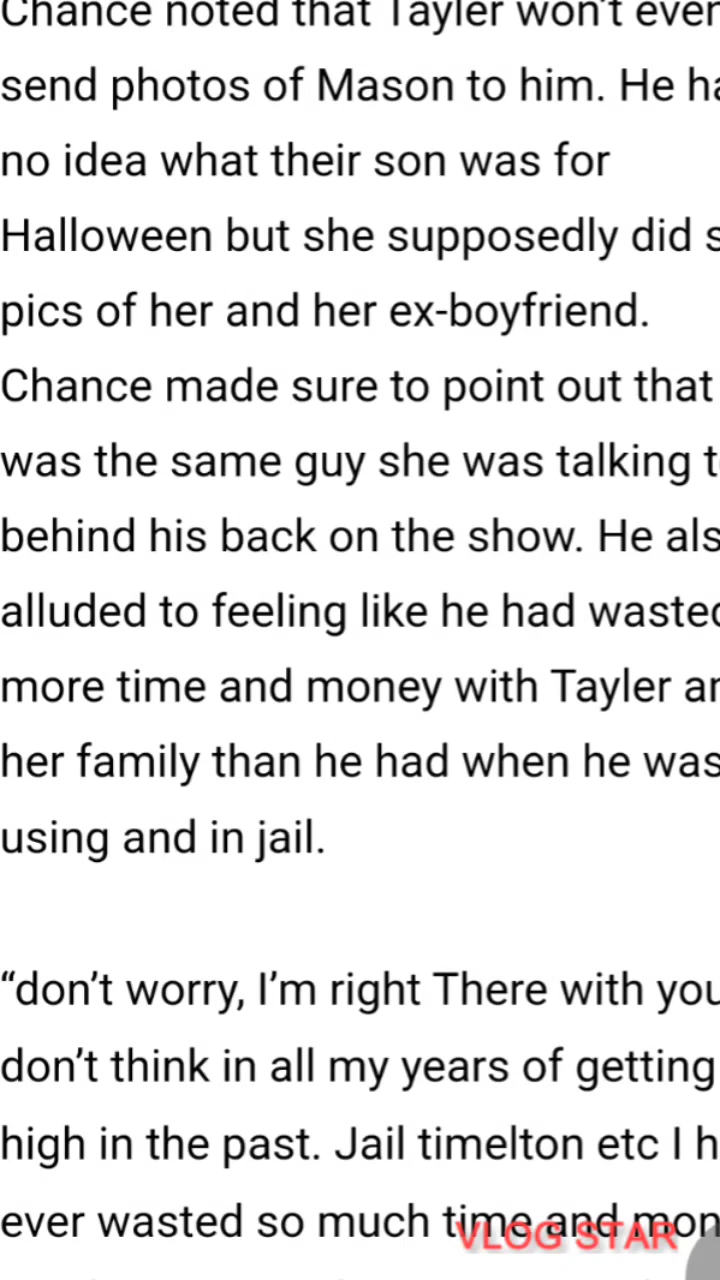 Chance noted that Tayler won't ever
send photos of Mason to him. He ha
no idea what their son was for
Halloween but she supposedly did s
pics of her and her ex-boyfriend.
Chance made sure to point out that
was the same guy she was talking t
behind his back on the show. He als
alluded to feeling like he had wasted
more time and money with Tayler an
her family than he had when he was
using and in jail.
“don’t worry, I’m right There with you
don’t think in all my years of getting
high in the past. Jail timelton etc I h
ever wasted so much time and mon
VLOG STAR